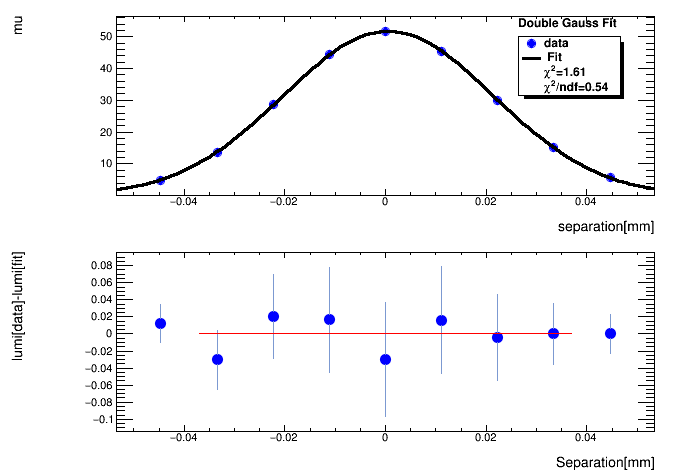 Double Gauss Fit
mu
data
Fit
χ²=1.61
χ²/ndf=0.54
50
40
30
20
10
−0.04 −0.02 0 0.02 0.04
separation[mm]
lumi[data]-lumi[fit]
0.08
0.06
0.04
0.02
0
−0.02
−0.04
−0.06
−0.08
−0.1
−0.04 −0.02 0 0.02 0.04
Separation[mm]